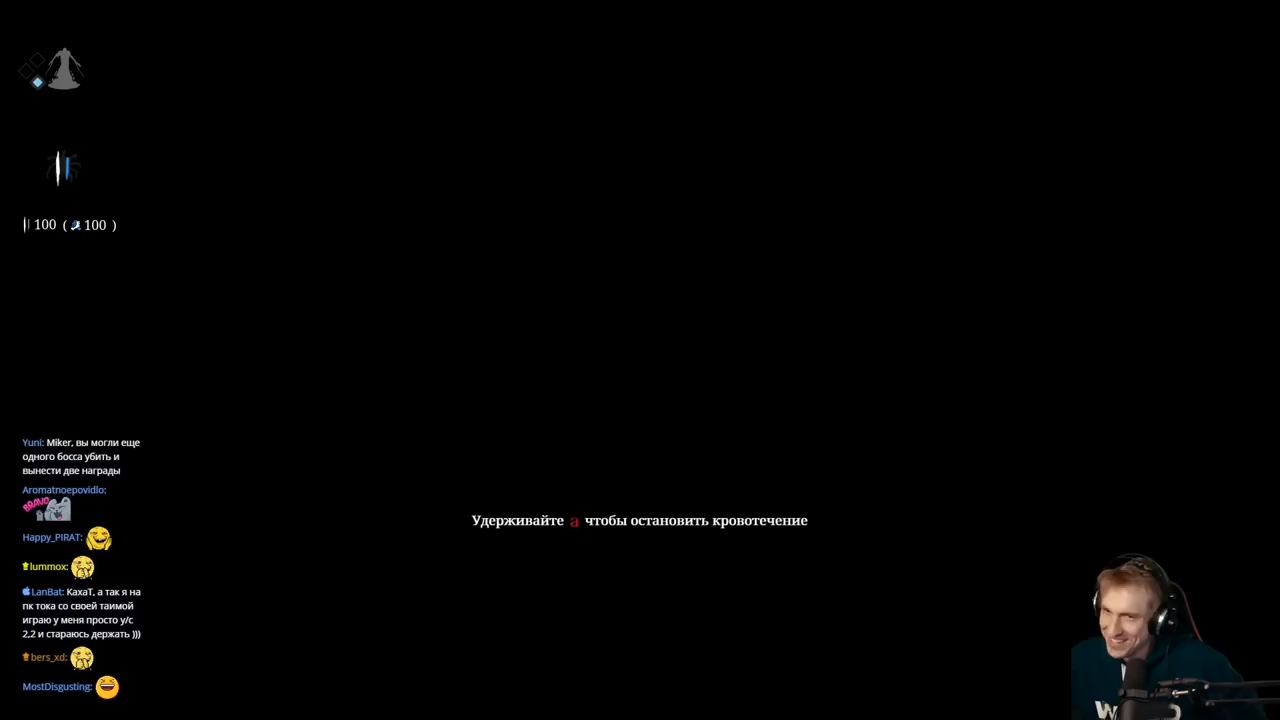 100 ( 100 )
Yuni: Miker, вы могли еще
одного босса убить и
вынести две награды
Aromatnoepovidlo:
BRAVO
Happy_PIRAT:
lummox:
LanBat: КахаТ, а так я на
пк тока со своей таимой
играю у меня просто у/с
2,2 и стараюсь держать )))
bers_xd:
MostDisgusting:
Удерживайте а чтобы остановить кровотечение